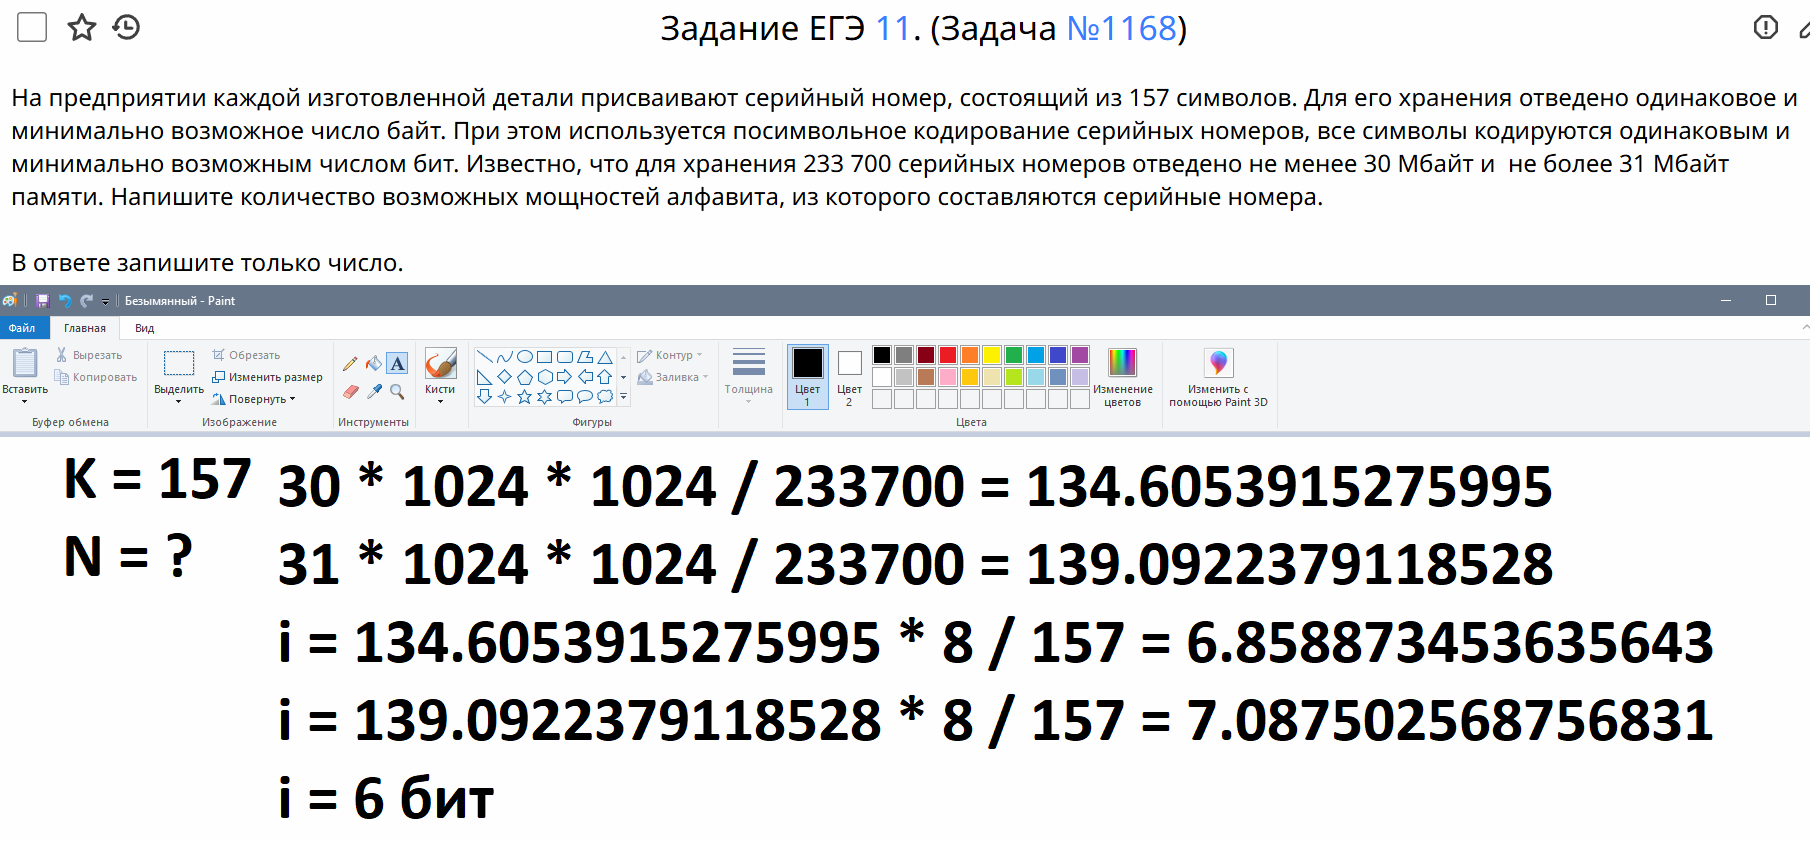 Задание ЕГЭ 11. (Задача №1168)
На предприятии каждой изготовленной детали присваивают серийный номер, состоящий из 157 символов. Для его хранения отведено одинаковое и
минимально возможное число байт. При этом используется посимвольное кодирование серийных номеров, все символы кодируются одинаковым и
минимально возможным числом бит. Известно, что для хранения 233 700 серийных номеров отведено не менее 30 Мбайт и  не более 31 Мбайт
памяти. Напишите количество возможных мощностей алфавита, из которого составляются серийные номера.
В ответе запишите только число.
Безымянный - Paint
Файл Главная Вид
Вставить Вырезать Копировать Выделить Обрезать Изменить размер Повернуть Кисти Контур Заливка Толщина Цвет 1 Цвет 2 Изменение цветов Изменить с помощью Paint 3D
Буфер обмена Изображение Инструменты Фигуры Цвета
K = 157 30 * 1024 * 1024 / 233700 = 134.6053915275995
N = ? 31 * 1024 * 1024 / 233700 = 139.0922379118528
i = 134.6053915275995 * 8 / 157 = 6.858873453635643
i = 139.0922379118528 * 8 / 157 = 7.087502568756831
i = 6 бит